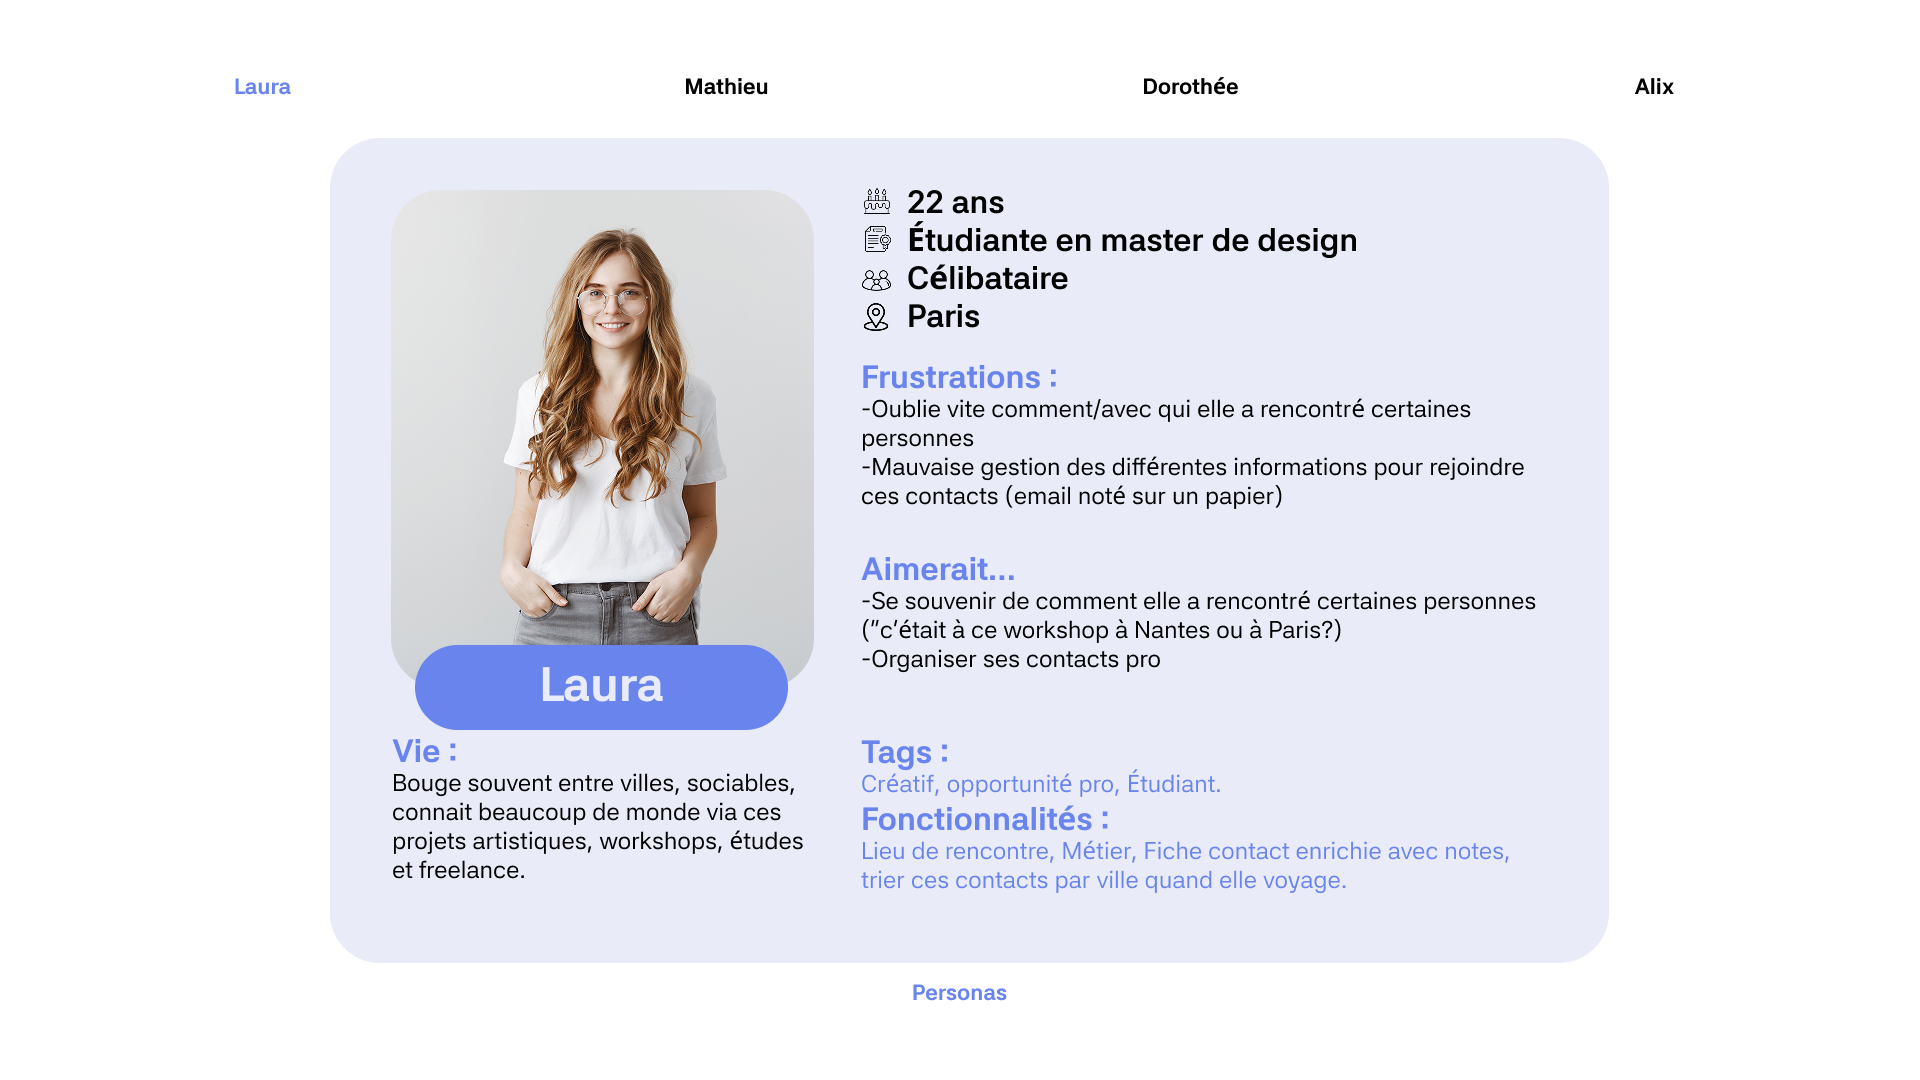 Laura
Mathieu
Dorothée
Alix
22 ans
Étudiante en master de design
Célibataire
Paris
Frustrations :
-Oublie vite comment/avec qui elle a rencontré certaines
personnes
-Mauvaise gestion des différentes informations pour rejoindre
ces contacts (email noté sur un papier)
Aimerait...
-Se souvenir de comment elle a rencontré certaines personnes
(“c’était à ce workshop à Nantes ou à Paris?)
-Organiser ses contacts pro
Laura
Vie :
Bouge souvent entre villes, sociables,
connait beaucoup de monde via ces
projets artistiques, workshops, études
et freelance.
Tags :
Créatif, opportunité pro, Étudiant.
Fonctionnalités :
Lieu de rencontre, Métier, Fiche contact enrichie avec notes,
trier ces contacts par ville quand elle voyage.
Personas